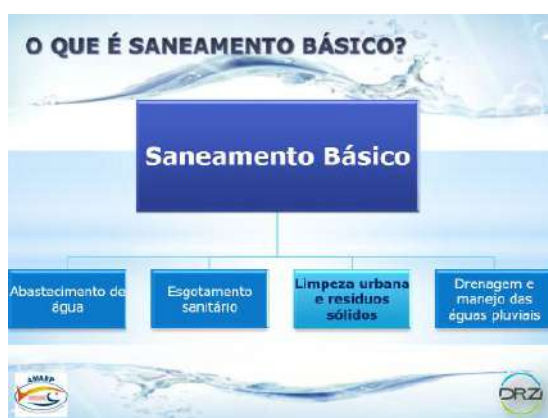 O QUE É SANEAMENTO BÁSICO?
Saneamento Básico
Abastecimento de
água
Esgotamento
sanitário
Limpeza urbana
e resíduos
sólidos
Drenagem e
manejo das
águas pluviais
AMAEP
DRZ